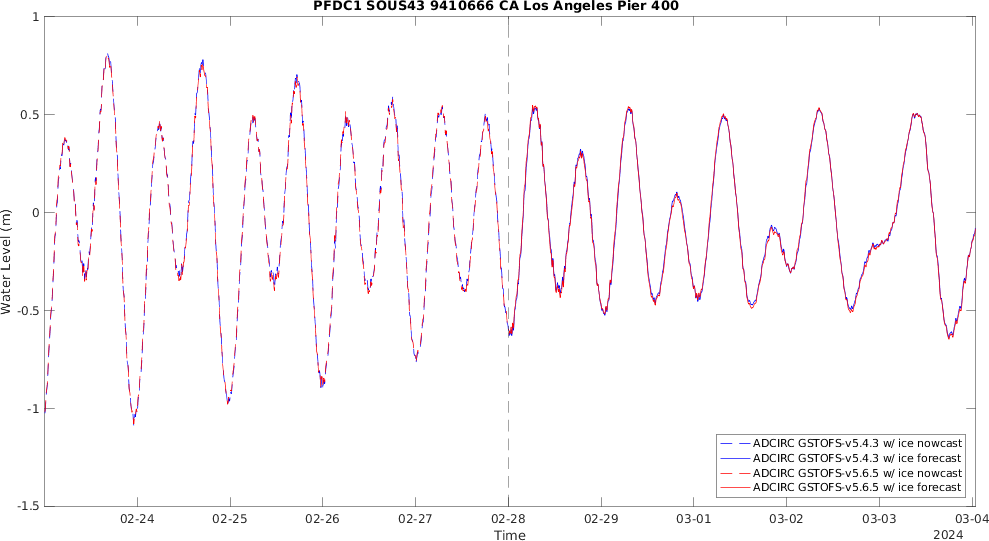 PFDC1 SOUS43 9410666 CA Los Angeles Pier 400
1
0.5
0
-0.5
-1
-1.5
Water Level (m)
02-24
02-25
02-26
02-27
02-28
02-29
03-01
03-02
03-03
03-04
Time
2024
ADCIRC GSTOFS-v5.4.3 w/ ice nowcast
ADCIRC GSTOFS-v5.4.3 w/ ice forecast
ADCIRC GSTOFS-v5.6.5 w/ ice nowcast
ADCIRC GSTOFS-v5.6.5 w/ ice forecast